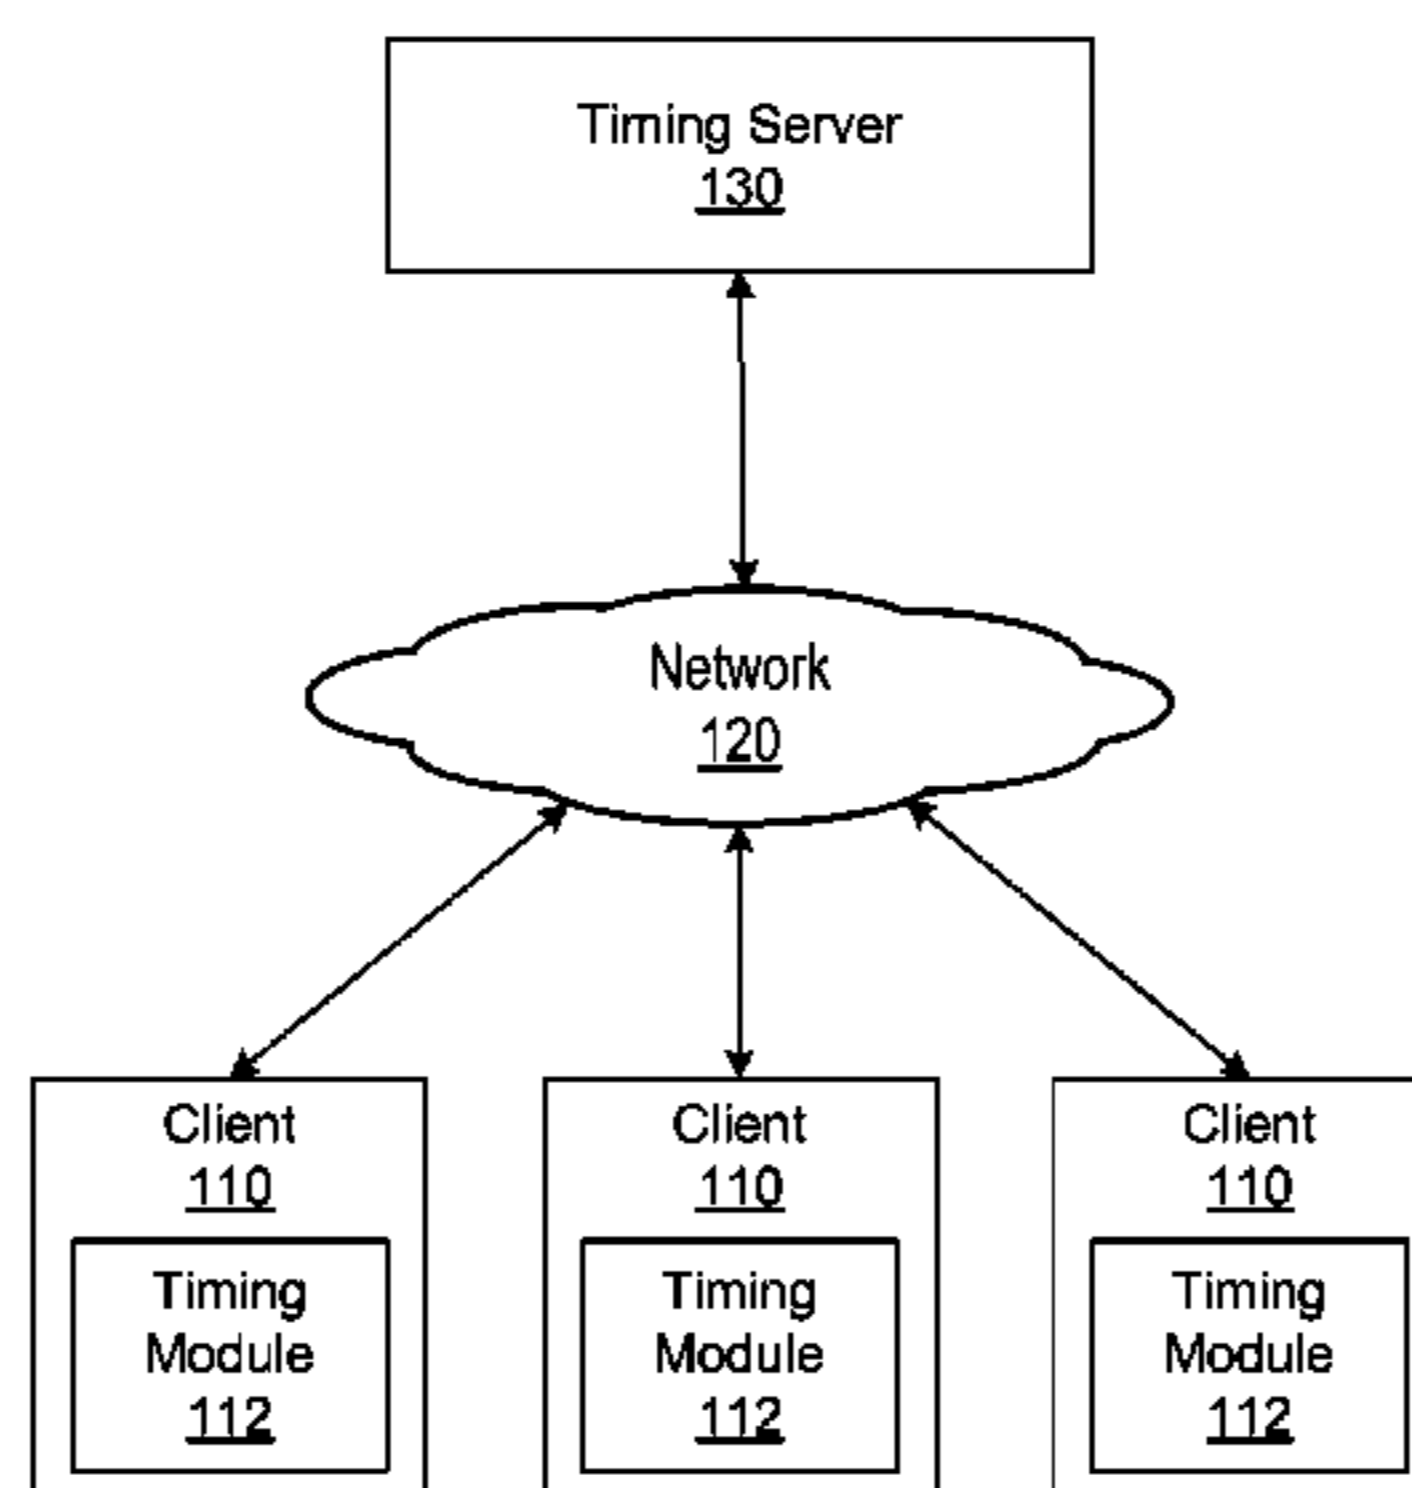 Timing Server
130
Network
120
Client
110
Timing
Module
112
Client
110
Timing
Module
112
Client
110
Timing
Module
112